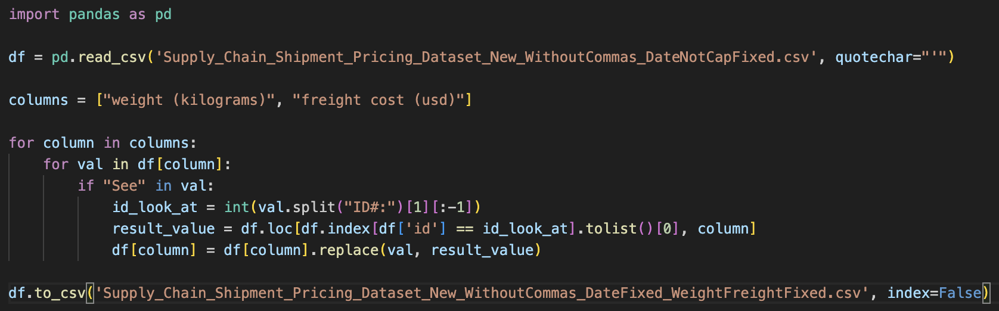 import pandas as pd
df = pd.read_csv('Supply_Chain_Shipment_Pricing_Dataset_New_WithoutCommas_DateNotCapFixed.csv', quotechar="'")
columns = ["weight (kilograms)", "freight cost (usd)"]
for column in columns:
    for val in df[column]:
        if "See" in val:
            id_look_at = int(val.split("ID#:")[1][:-1])
            result_value = df.loc[df.index[df['id'] == id_look_at].tolist()[0], column]
            df[column] = df[column].replace(val, result_value)
df.to_csv('Supply_Chain_Shipment_Pricing_Dataset_New_WithoutCommas_DateFixed_WeightFreightFixed.csv', index=False)